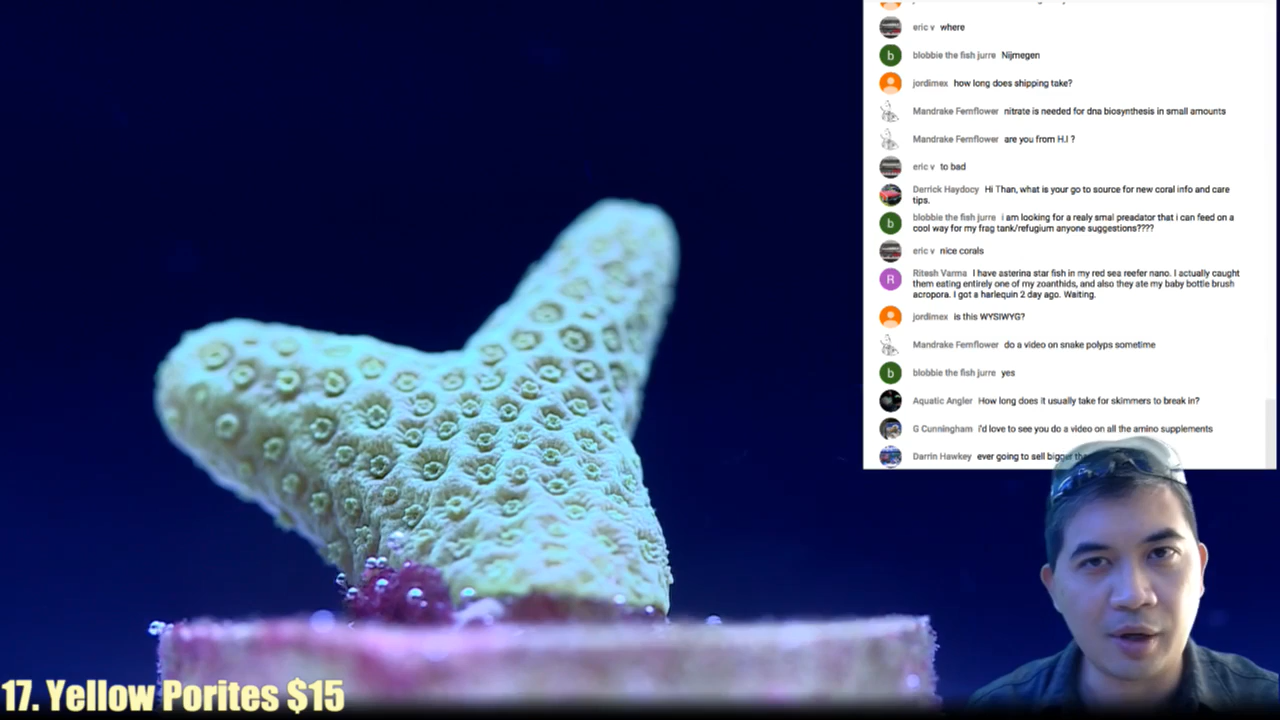 eric v where
b
blobbie the fish jurre Nijmegen
jordimex how long does shipping take?
Mandrake Fernflower nitrate is needed for dna biosynthesis in small amounts
Mandrake Fernflower are you from H.I ?
eric v to bad
Derrick Haydocy Hi Than, what is your go to source for new coral info and care
tips.
b
blobbie the fish jurre i am looking for a realy smal preadator that i can feed on a
cool way for my frag tank/refugium anyone suggestions????
eric v nice corals
R
Ritesh Varma I have asterina star fish in my red sea reefer nano. I actually caught
them eating entirely one of my zoanthids, and also they ate my baby bottle brush
acropora. I got a harlequin 2 day ago. Waiting.
jordimex is this WYSIWYG?
Mandrake Fernflower do a video on snake polyps sometime
b
blobbie the fish jurre yes
Aquatic Angler How long does it usually take for skimmers to break in?
G Cunningham i'd love to see you do a video on all the amino supplements
Darrin Hawkey ever going to sell bigger
17. Yellow Porites $15